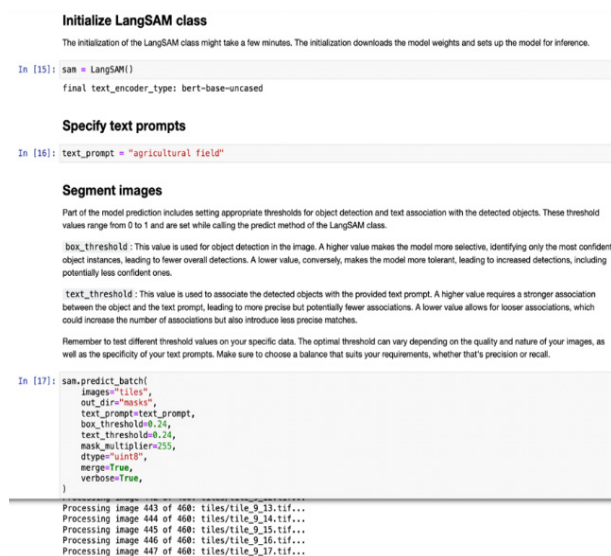 Initialize LangSAM class
The initialization of the LangSAM class might take a few minutes. The initialization downloads the model weights and sets up the model for inference.
In [15]: sam = LangSAM()
final text_encoder_type: bert-base-uncased
Specify text prompts
In [16]: text_prompt = "agricultural field"
Segment images
Part of the model prediction includes setting appropriate thresholds for object detection and text association with the detected objects. These threshold
values range from 0 to 1 and are set while calling the predict method of the LangSAM class.
box_threshold : This value is used for object detection in the image. A higher value makes the model more selective, identifying only the most confident
object instances, leading to fewer overall detections. A lower value, conversely, makes the model more tolerant, leading to increased detections, including
potentially less confident ones.
text_threshold : This value is used to associate the detected objects with the provided text prompt. A higher value requires a stronger association
between the object and the text prompt, leading to more precise but potentially fewer associations. A lower value allows for looser associations, which
could increase the number of associations but also introduce less precise matches.
Remember to test different threshold values on your specific data. The optimal threshold can vary depending on the quality and nature of your images, as
well as the specificity of your text prompts. Make sure to choose a balance that suits your requirements, whether that's precision or recall.
In [17]: sam.predict_batch(
images="tiles",
out_dir="masks",
text_prompt=text_prompt,
box_threshold=0.24,
text_threshold=0.24,
mask_multiplier=255,
dtype="uint8",
merge=True,
verbose=True,
)
Processing image 443 of 460: tiles/tile_9_13.tif...
Processing image 444 of 460: tiles/tile_9_14.tif...
Processing image 445 of 460: tiles/tile_9_15.tif...
Processing image 446 of 460: tiles/tile_9_16.tif...
Processing image 447 of 460: tiles/tile_9_17.tif...